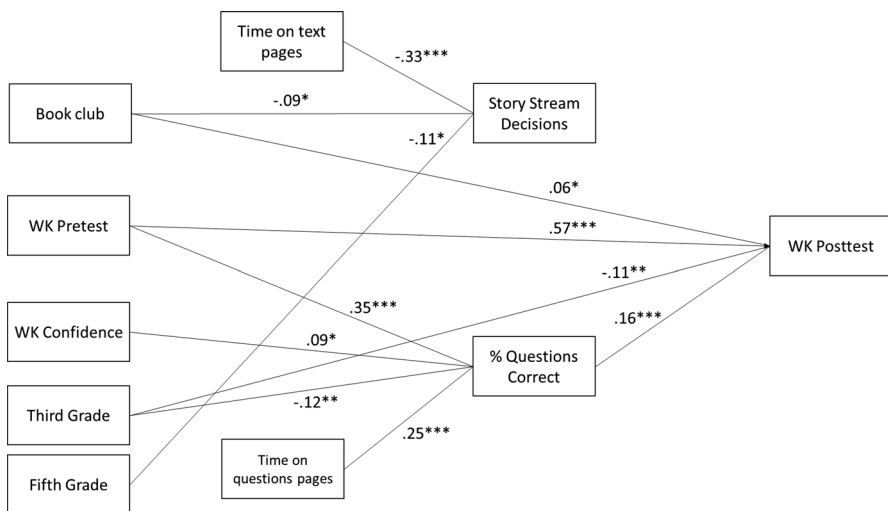 Time on text
pages
-.33***
Book club
-.09*
Story Stream
Decisions
-.11*
.06*
WK Pretest
.57***
WK Posttest
-.11**
.35***
.16***
WK Confidence
.09*
% Questions
Correct
Third Grade
-.12**
.25***
Time on
questions pages
Fifth Grade